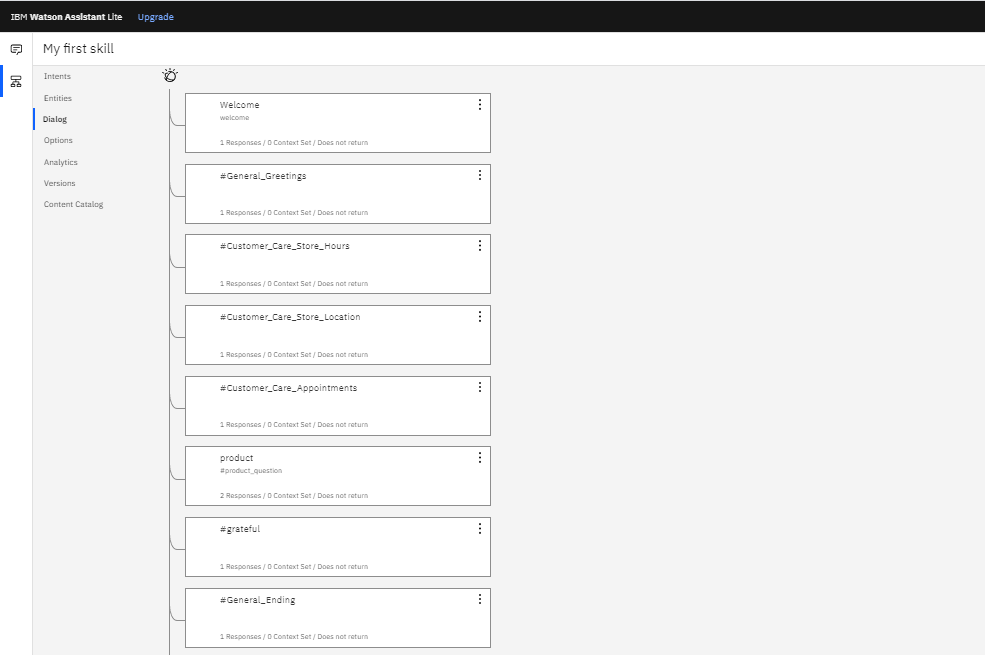 IBM Watson Assistant Lite Upgrade
My first skill
Intents
Entities
Dialog
Options
Analytics
Versions
Content Catalog
Welcome
welcome
1 Responses / 0 Context Set / Does not return
#General_Greetings
1 Responses / 0 Context Set / Does not return
#Customer_Care_Store_Hours
1 Responses / 0 Context Set / Does not return
#Customer_Care_Store_Location
1 Responses / 0 Context Set / Does not return
#Customer_Care_Appointments
1 Responses / 0 Context Set / Does not return
product
#product_question
2 Responses / 0 Context Set / Does not return
#grateful
1 Responses / 0 Context Set / Does not return
#General_Ending
1 Responses / 0 Context Set / Does not return